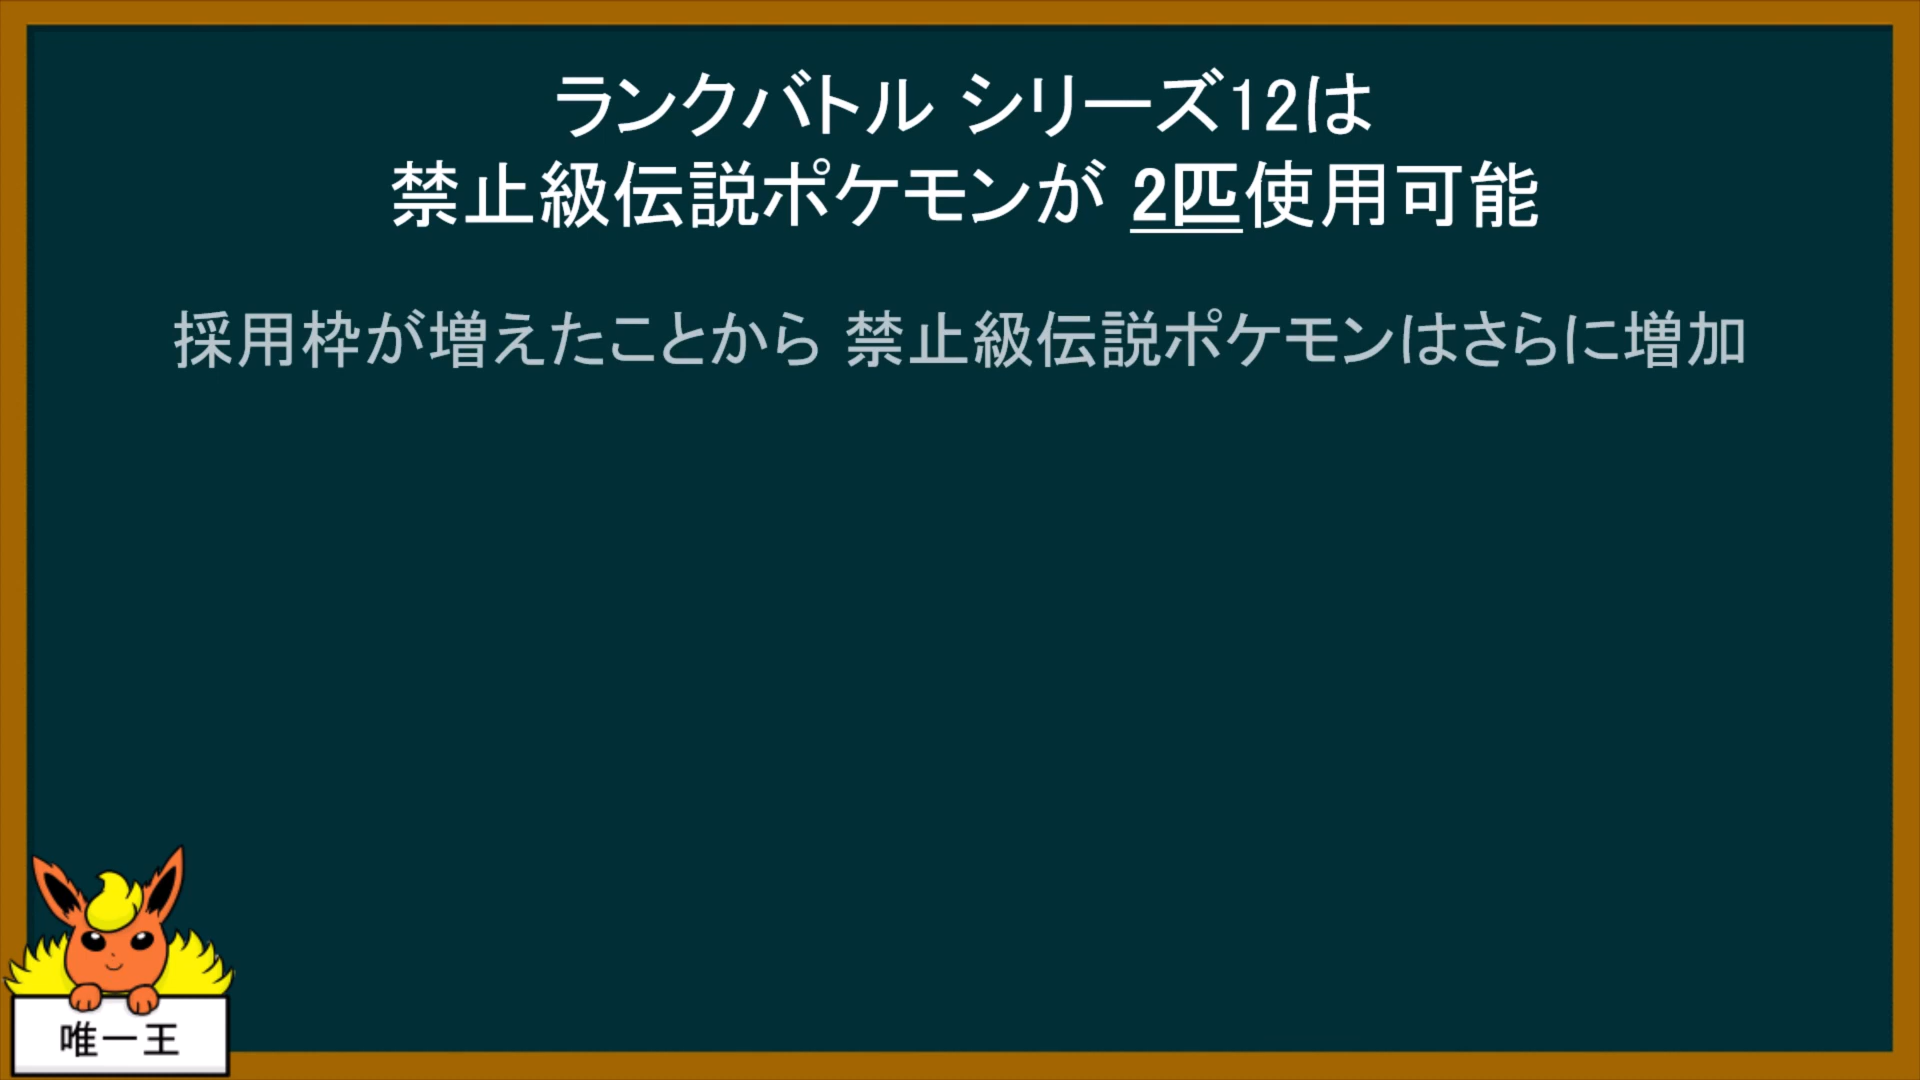 ランクバトル シリーズ12は
禁止級伝説ポケモンが 2匹使用可能
採用枠が増えたことから 禁止級伝説ポケモンはさらに増加
唯一王